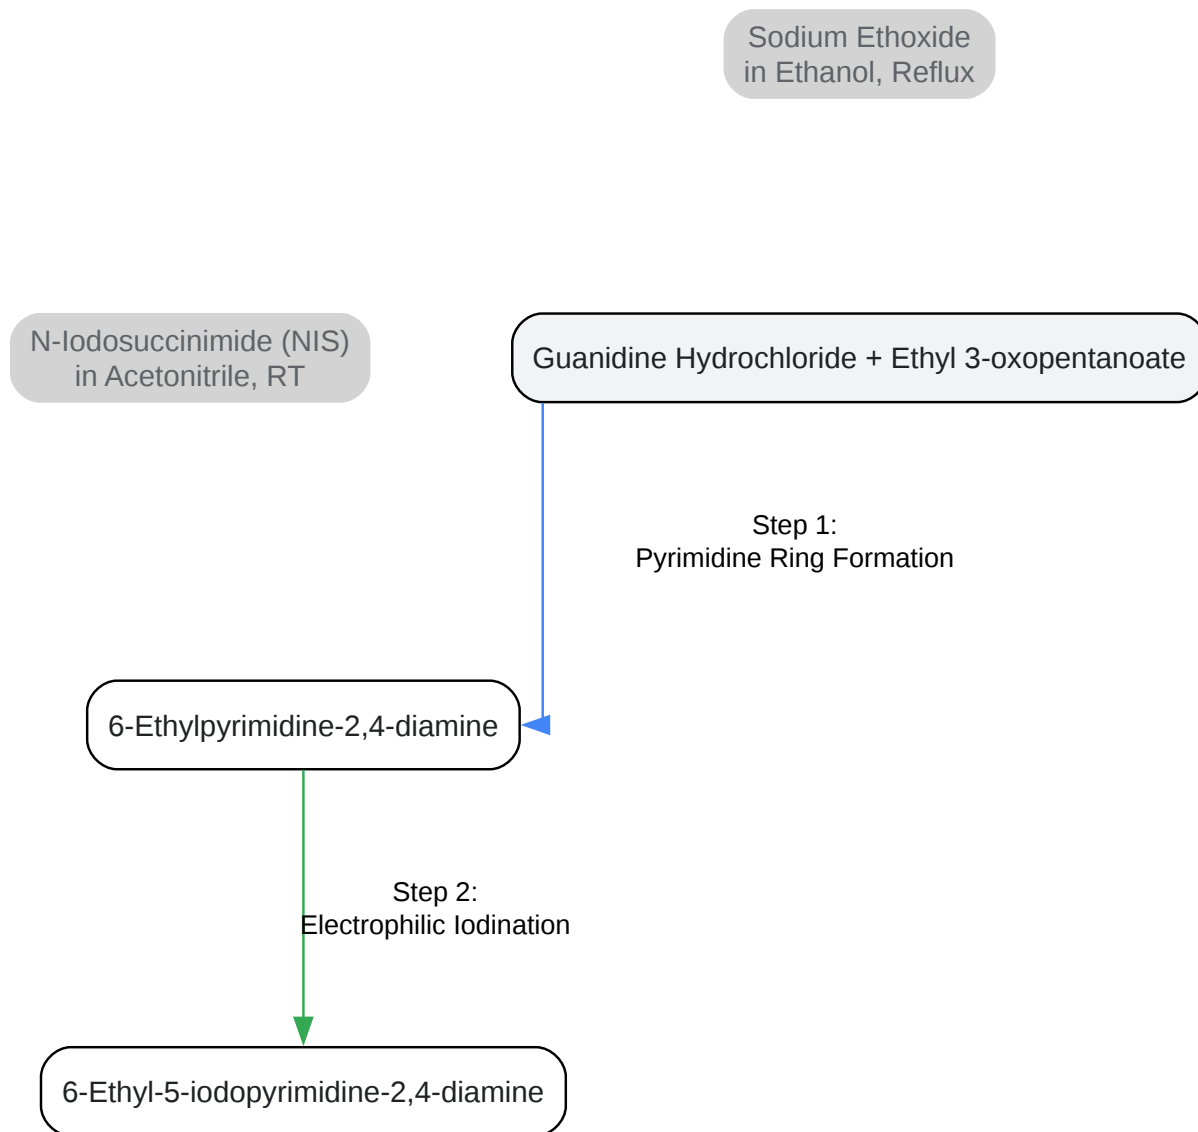 Sodium Ethoxide
in Ethanol, Reflux
N-Iodosuccinimide (NIS)
in Acetonitrile, RT
Guanidine Hydrochloride + Ethyl 3-oxopentanoate
Step 1:
Pyrimidine Ring Formation
6-Ethylpyrimidine-2,4-diamine
Step 2:
Electrophilic Iodination
6-Ethyl-5-iodopyrimidine-2,4-diamine